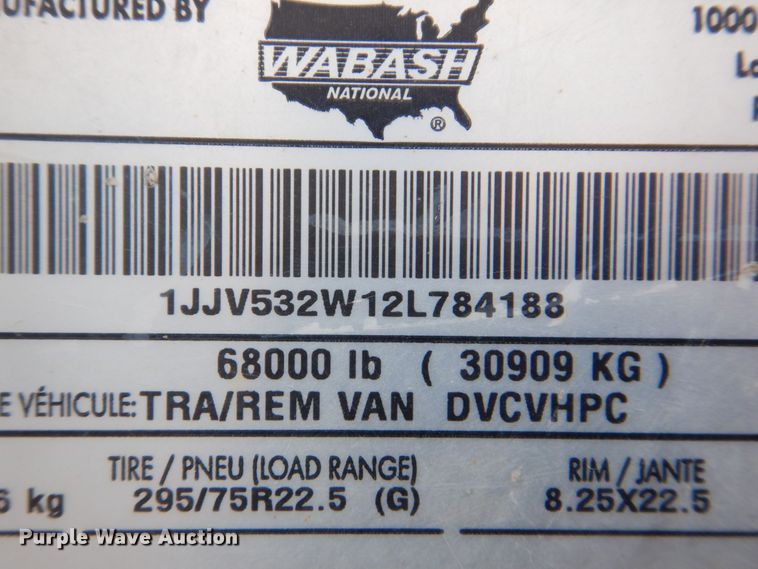 UFACTURED BY
1000
WABASH
NATIONAL
®
1JJV532W12L784188
68000 lb ( 30909 KG )
E VÉHICULE: TRA/REM VAN DVCVHPC
TIRE / PNEU (LOAD RANGE)
RIM / JANTE
6 kg
295/75R22.5 (G)
8.25X22.5
Purple Wave Auction